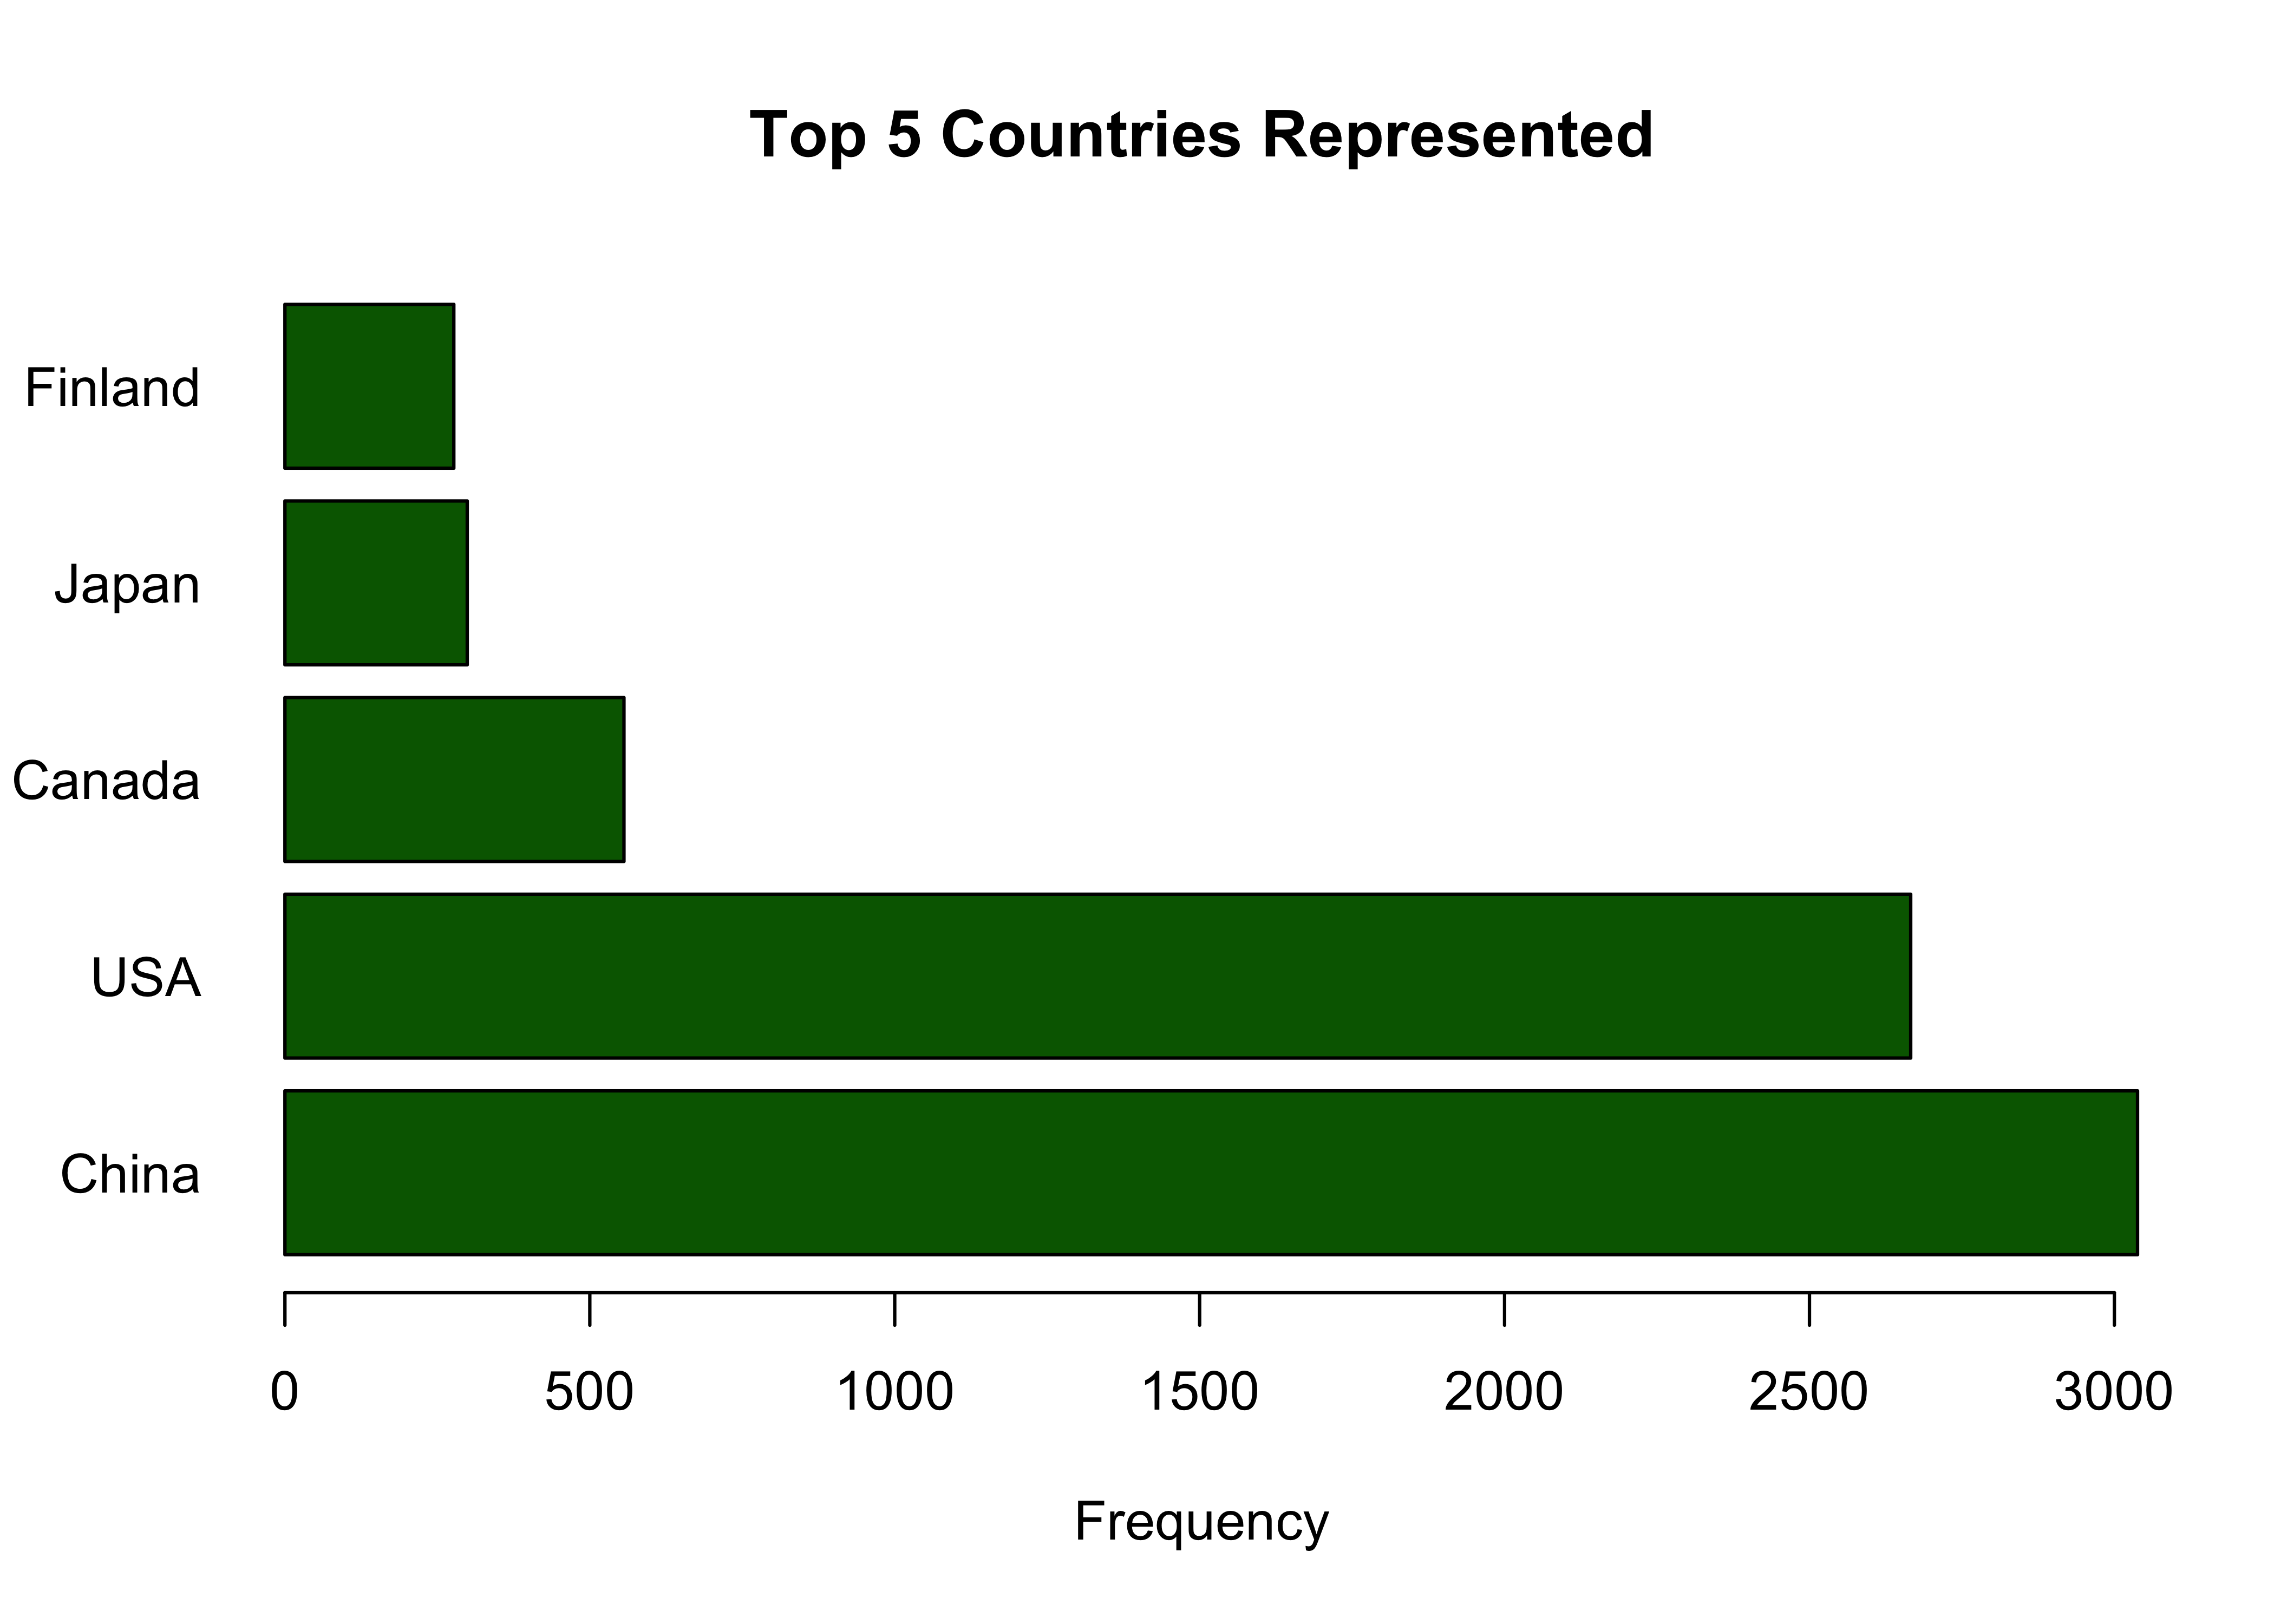 Top 5 Countries Represented
Finland
Japan
Canada
USA
China
0 500 1000 1500 2000 2500 3000
Frequency